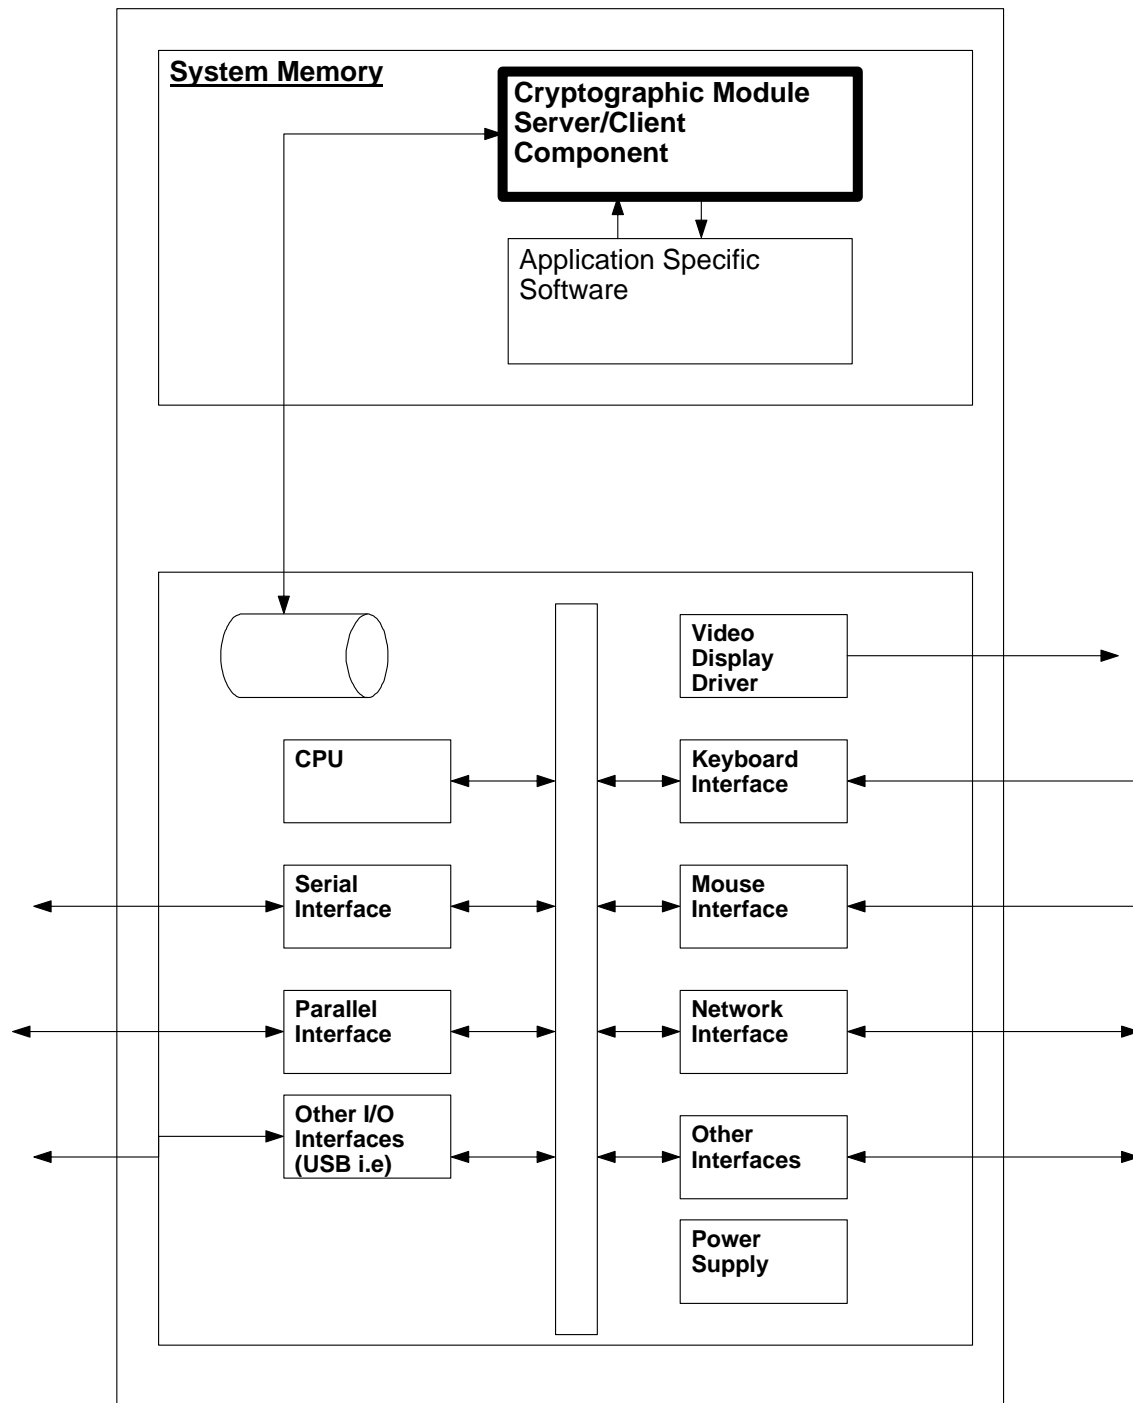 System Memory
Cryptographic Module
Server/Client
Component
Application Specific
Software
Video
Display
Driver
CPU
Keyboard
Interface
Serial
Interface
Mouse
Interface
Parallel
Interface
Network
Interface
Other I/O
Interfaces
(USB i.e)
Other
Interfaces
Power
Supply